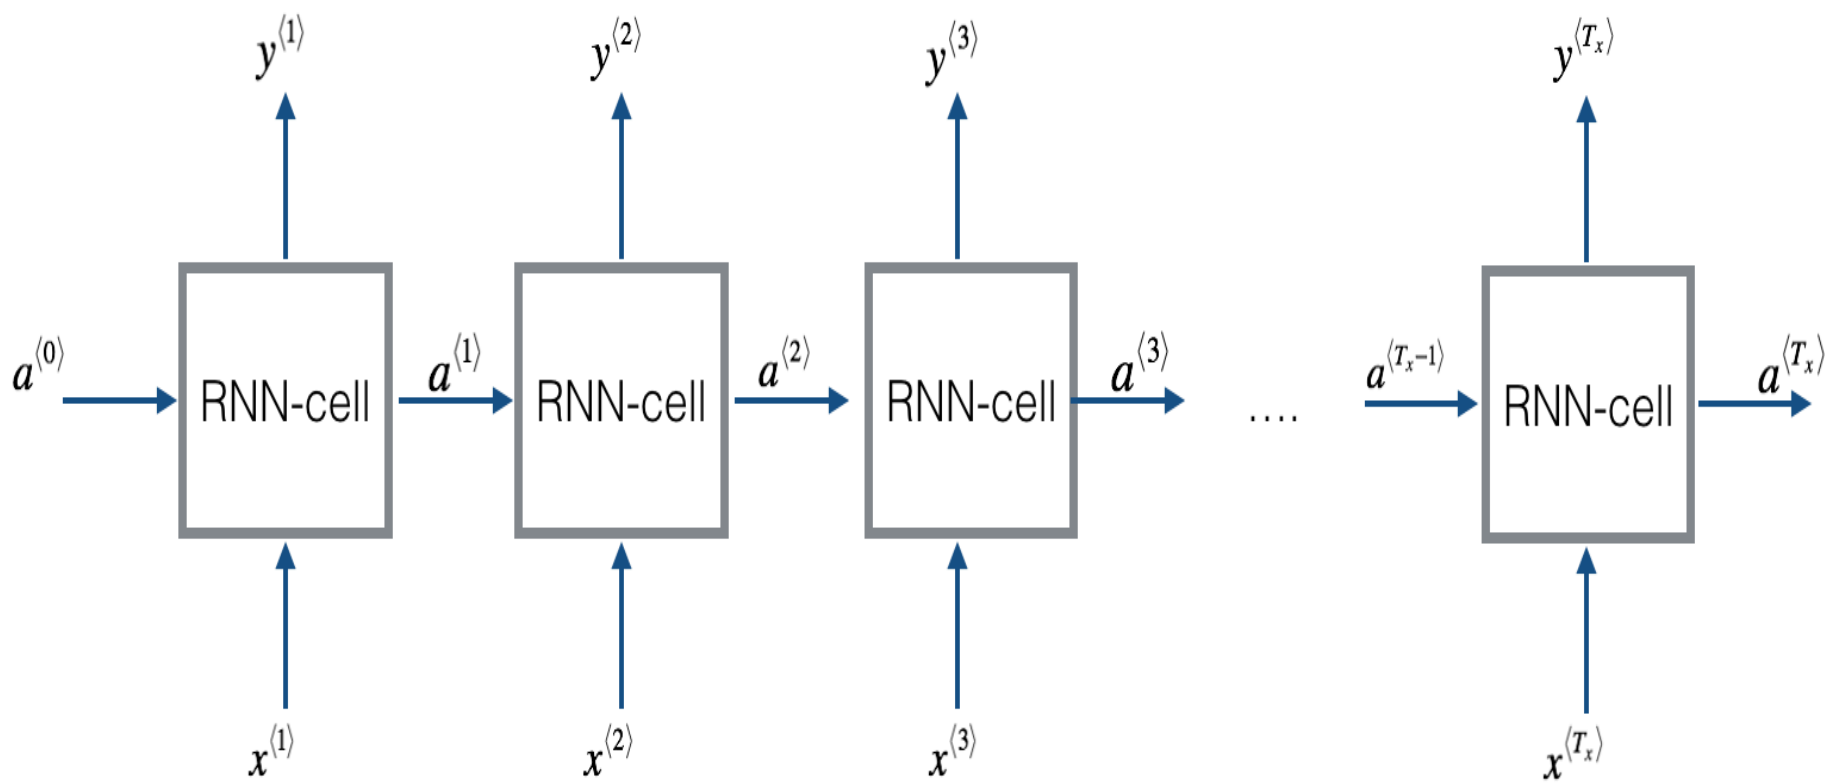 y⟨1⟩ y⟨2⟩ y⟨3⟩ y⟨Tx⟩
a⟨0⟩ a⟨1⟩ a⟨2⟩ a⟨3⟩ a⟨Tx−1⟩ a⟨Tx⟩
RNN-cell RNN-cell RNN-cell .... RNN-cell
x⟨1⟩ x⟨2⟩ x⟨3⟩ x⟨Tx⟩